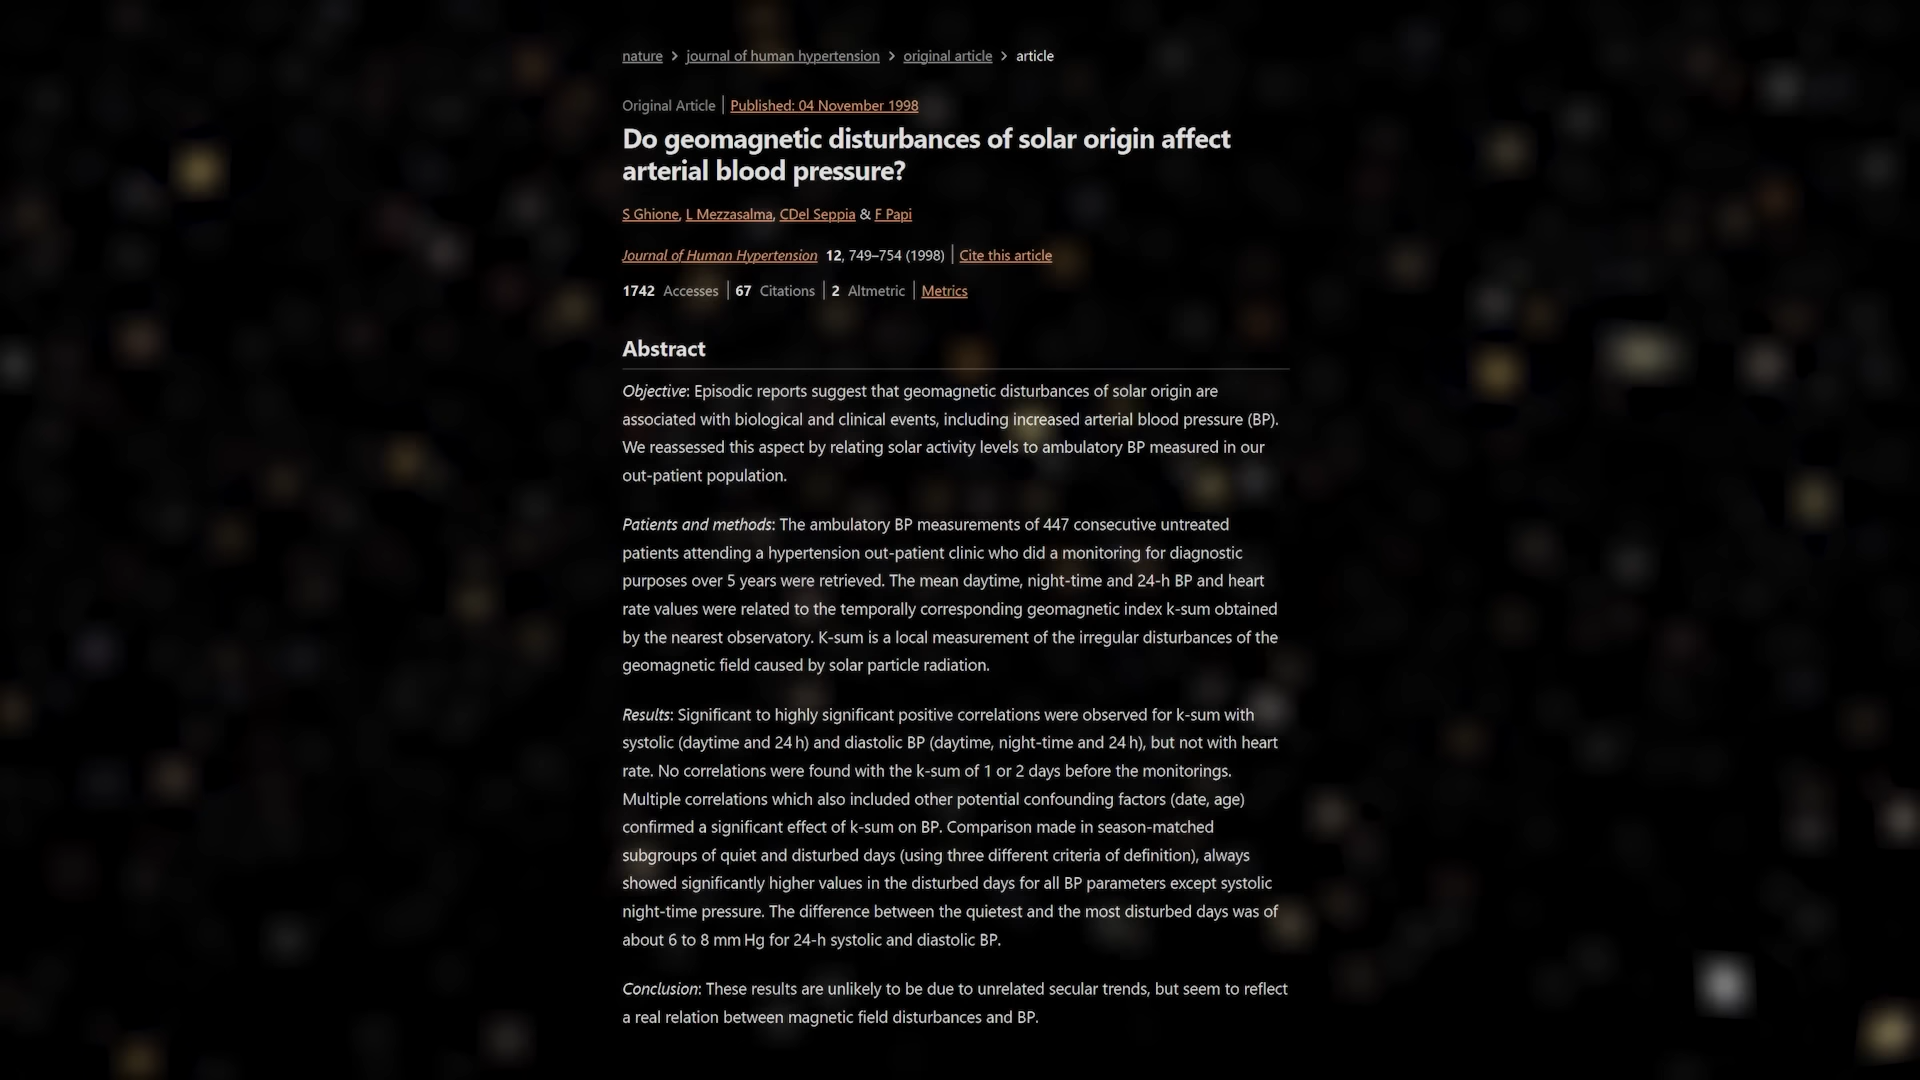 nature > journal of human hypertension > original article > article
Original Article | Published: 04 November 1998
Do geomagnetic disturbances of solar origin affect
arterial blood pressure?
S Ghione, L Mezzasalma, CDel Seppia & F Papi
Journal of Human Hypertension 12, 749–754 (1998) | Cite this article
1742 Accesses | 67 Citations | 2 Altmetric | Metrics
Abstract
Objective: Episodic reports suggest that geomagnetic disturbances of solar origin are
associated with biological and clinical events, including increased arterial blood pressure (BP).
We reassessed this aspect by relating solar activity levels to ambulatory BP measured in our
out-patient population.
Patients and methods: The ambulatory BP measurements of 447 consecutive untreated
patients attending a hypertension out-patient clinic who did a monitoring for diagnostic
purposes over 5 years were retrieved. The mean daytime, night-time and 24-h BP and heart
rate values were related to the temporally corresponding geomagnetic index k-sum obtained
by the nearest observatory. K-sum is a local measurement of the irregular disturbances of the
geomagnetic field caused by solar particle radiation.
Results: Significant to highly significant positive correlations were observed for k-sum with
systolic (daytime and 24 h) and diastolic BP (daytime, night-time and 24 h), but not with heart
rate. No correlations were found with the k-sum of 1 or 2 days before the monitorings.
Multiple correlations which also included other potential confounding factors (date, age)
confirmed a significant effect of k-sum on BP. Comparison made in season-matched
subgroups of quiet and disturbed days (using three different criteria of definition), always
showed significantly higher values in the disturbed days for all BP parameters except systolic
night-time pressure. The difference between the quietest and the most disturbed days was of
about 6 to 8 mm Hg for 24-h systolic and diastolic BP.
Conclusion: These results are unlikely to be due to unrelated secular trends, but seem to reflect
a real relation between magnetic field disturbances and BP.